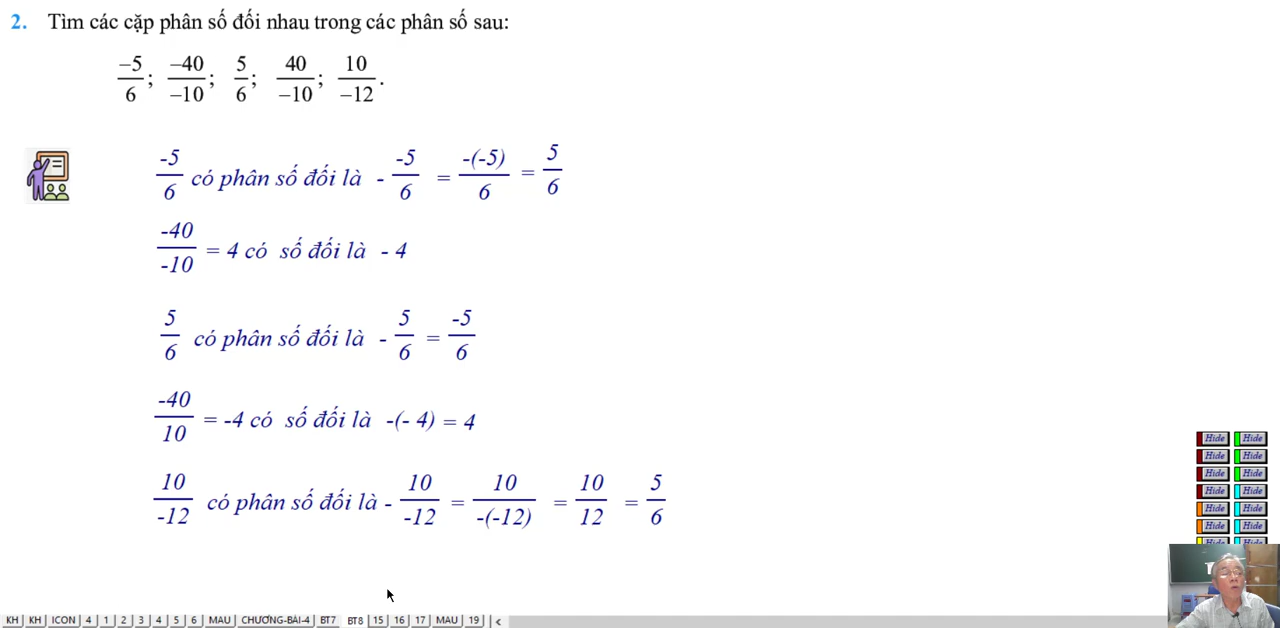 2. Tìm các cặp phân số đối nhau trong các phân số sau:
−5/6; −40/−10; 5/6; 40/−10; 10/−12.
-5/6 có phân số đối là - -5/6 = -(-5)/6 = 5/6
-40/-10 = 4 có số đối là - 4
5/6 có phân số đối là - 5/6 = -5/6
-40/10 = -4 có số đối là -(- 4) = 4
10/-12 có phân số đối là - 10/-12 = 10/-(-12) = 10/12 = 5/6
Hide Hide
Hide Hide
Hide Hide
Hide Hide
Hide Hide
Hide Hide
Hide Hide
KH KH ICON 4 1 2 3 4 5 6 MAU CHƯƠNG-BÀI-4 BT7 BT8 15 16 17 MAU 19